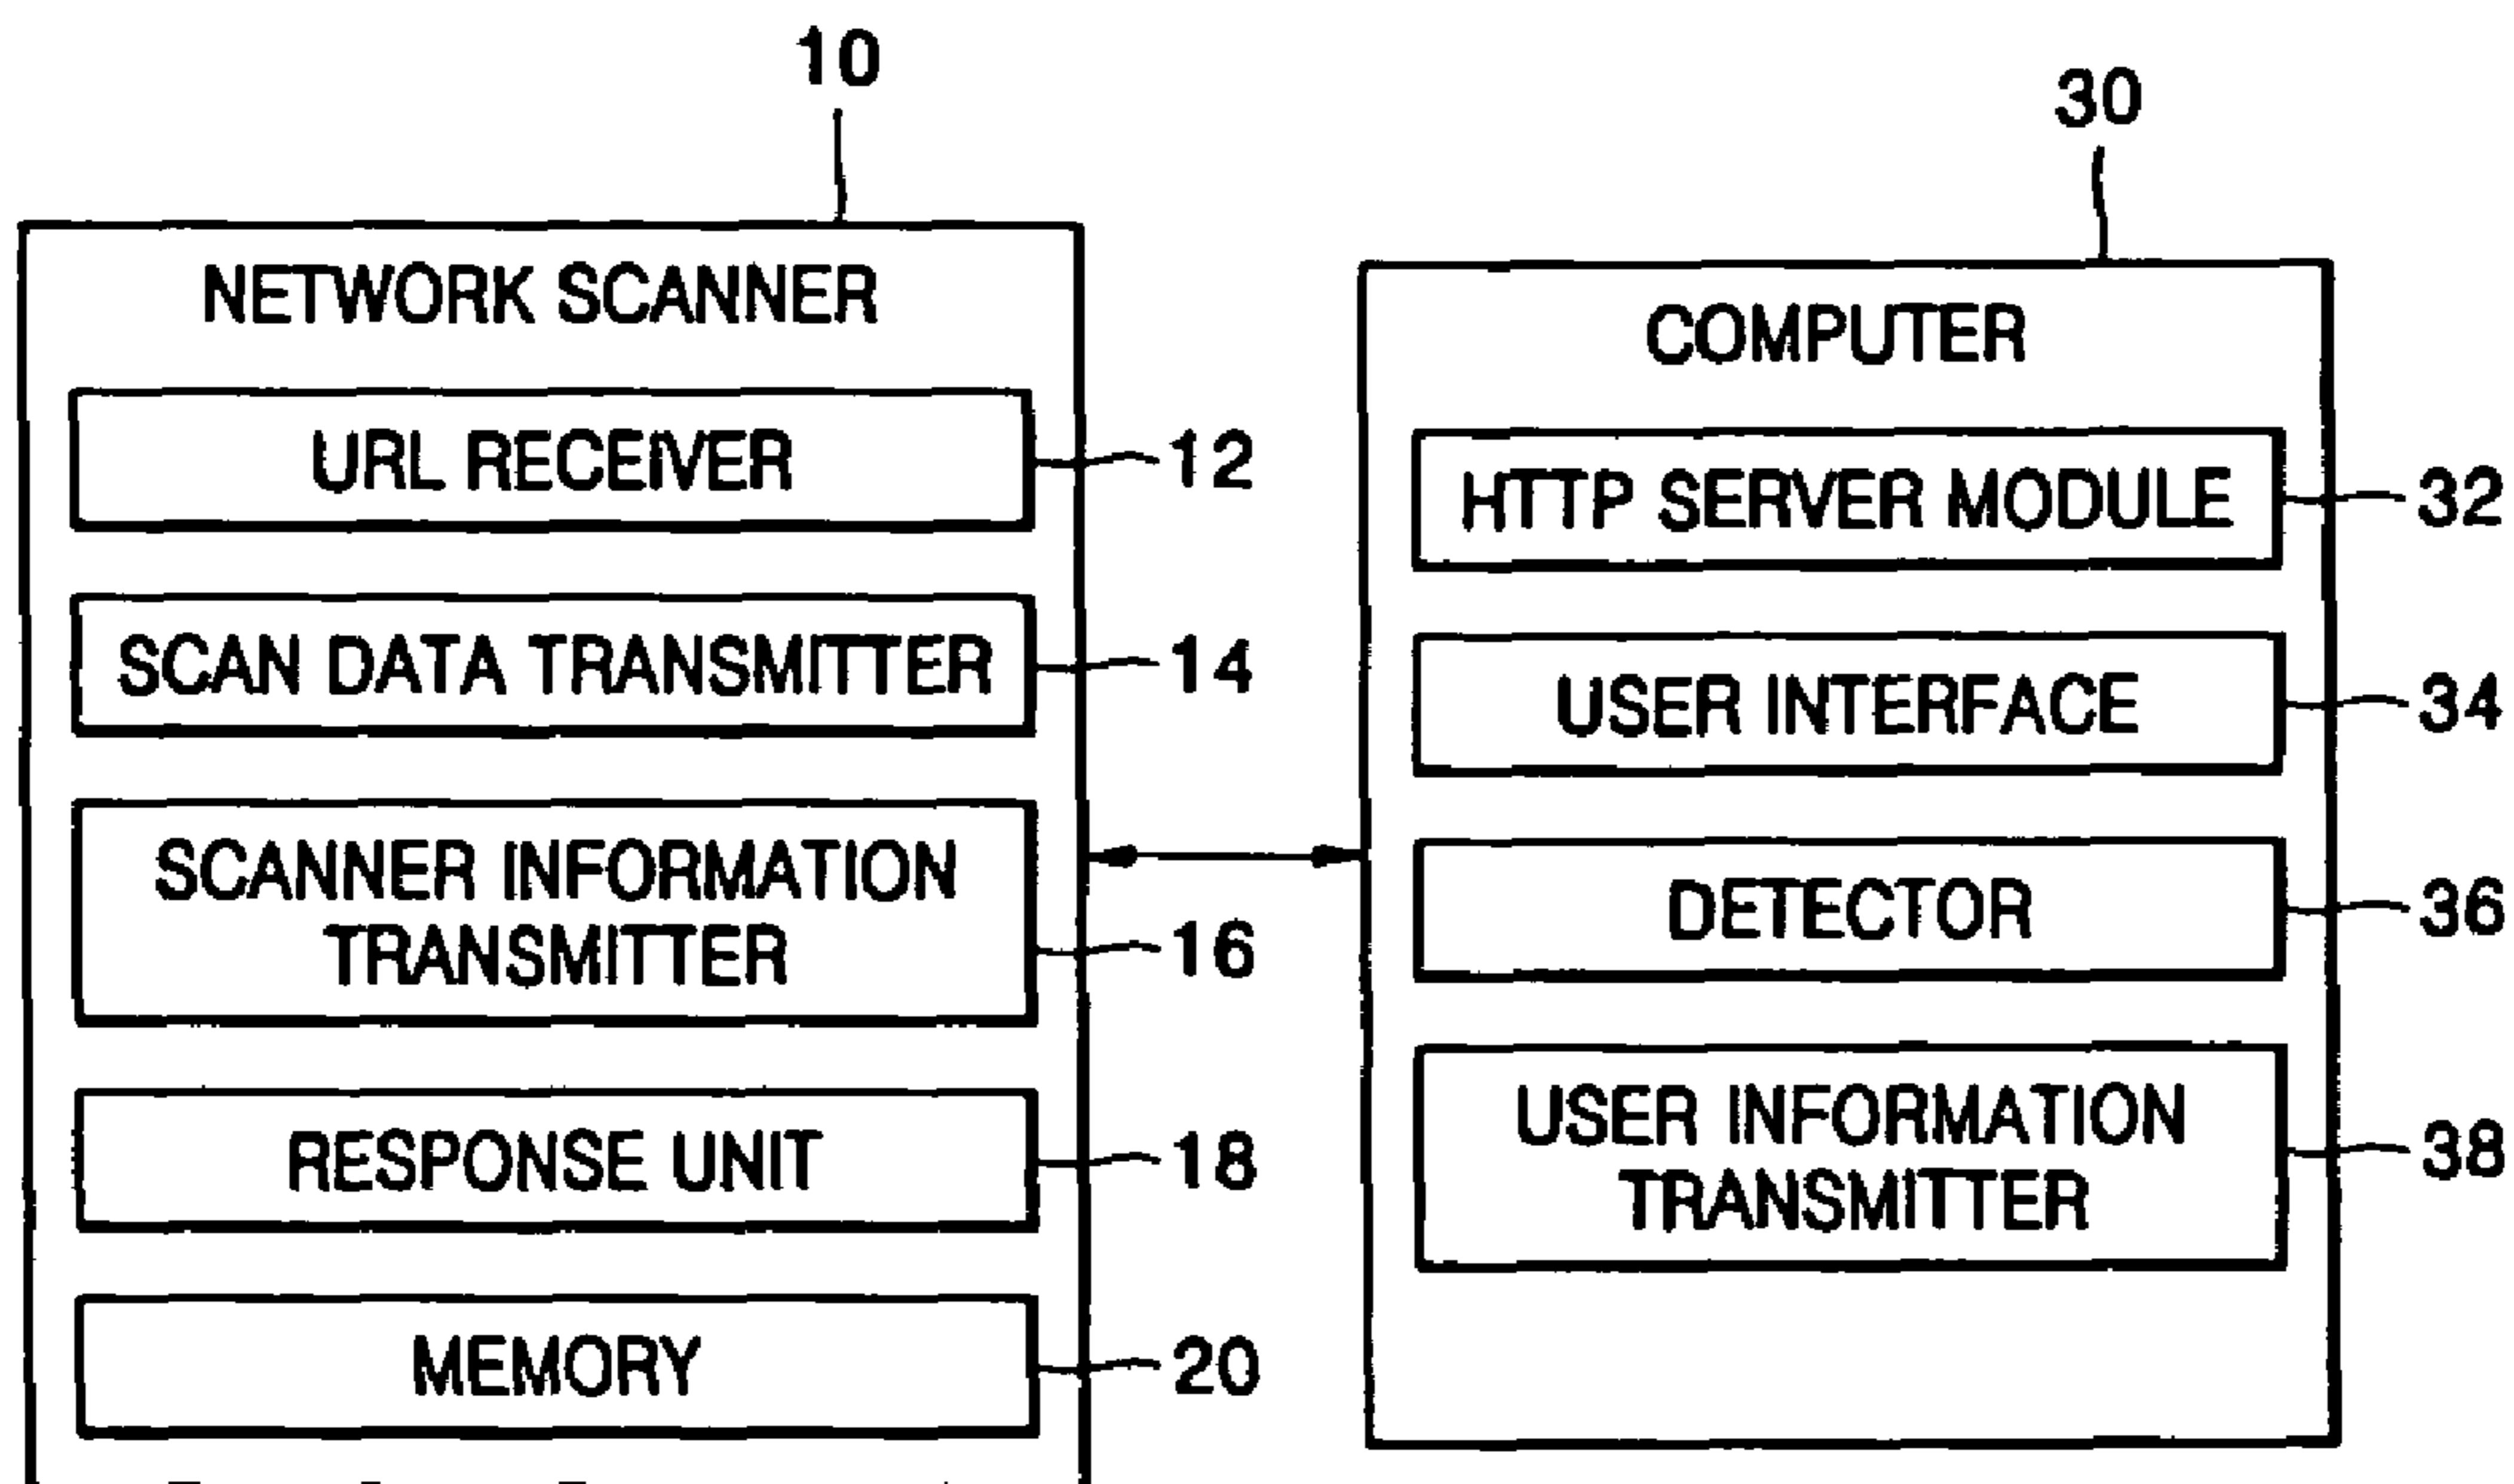 10
NETWORK SCANNER
URL RECEIVER
12
SCAN DATA TRANSMITTER
14
SCANNER INFORMATION
TRANSMITTER
16
RESPONSE UNIT
18
MEMORY
20
30
COMPUTER
HTTP SERVER MODULE
32
USER INTERFACE
34
DETECTOR
36
USER INFORMATION
TRANSMITTER
38